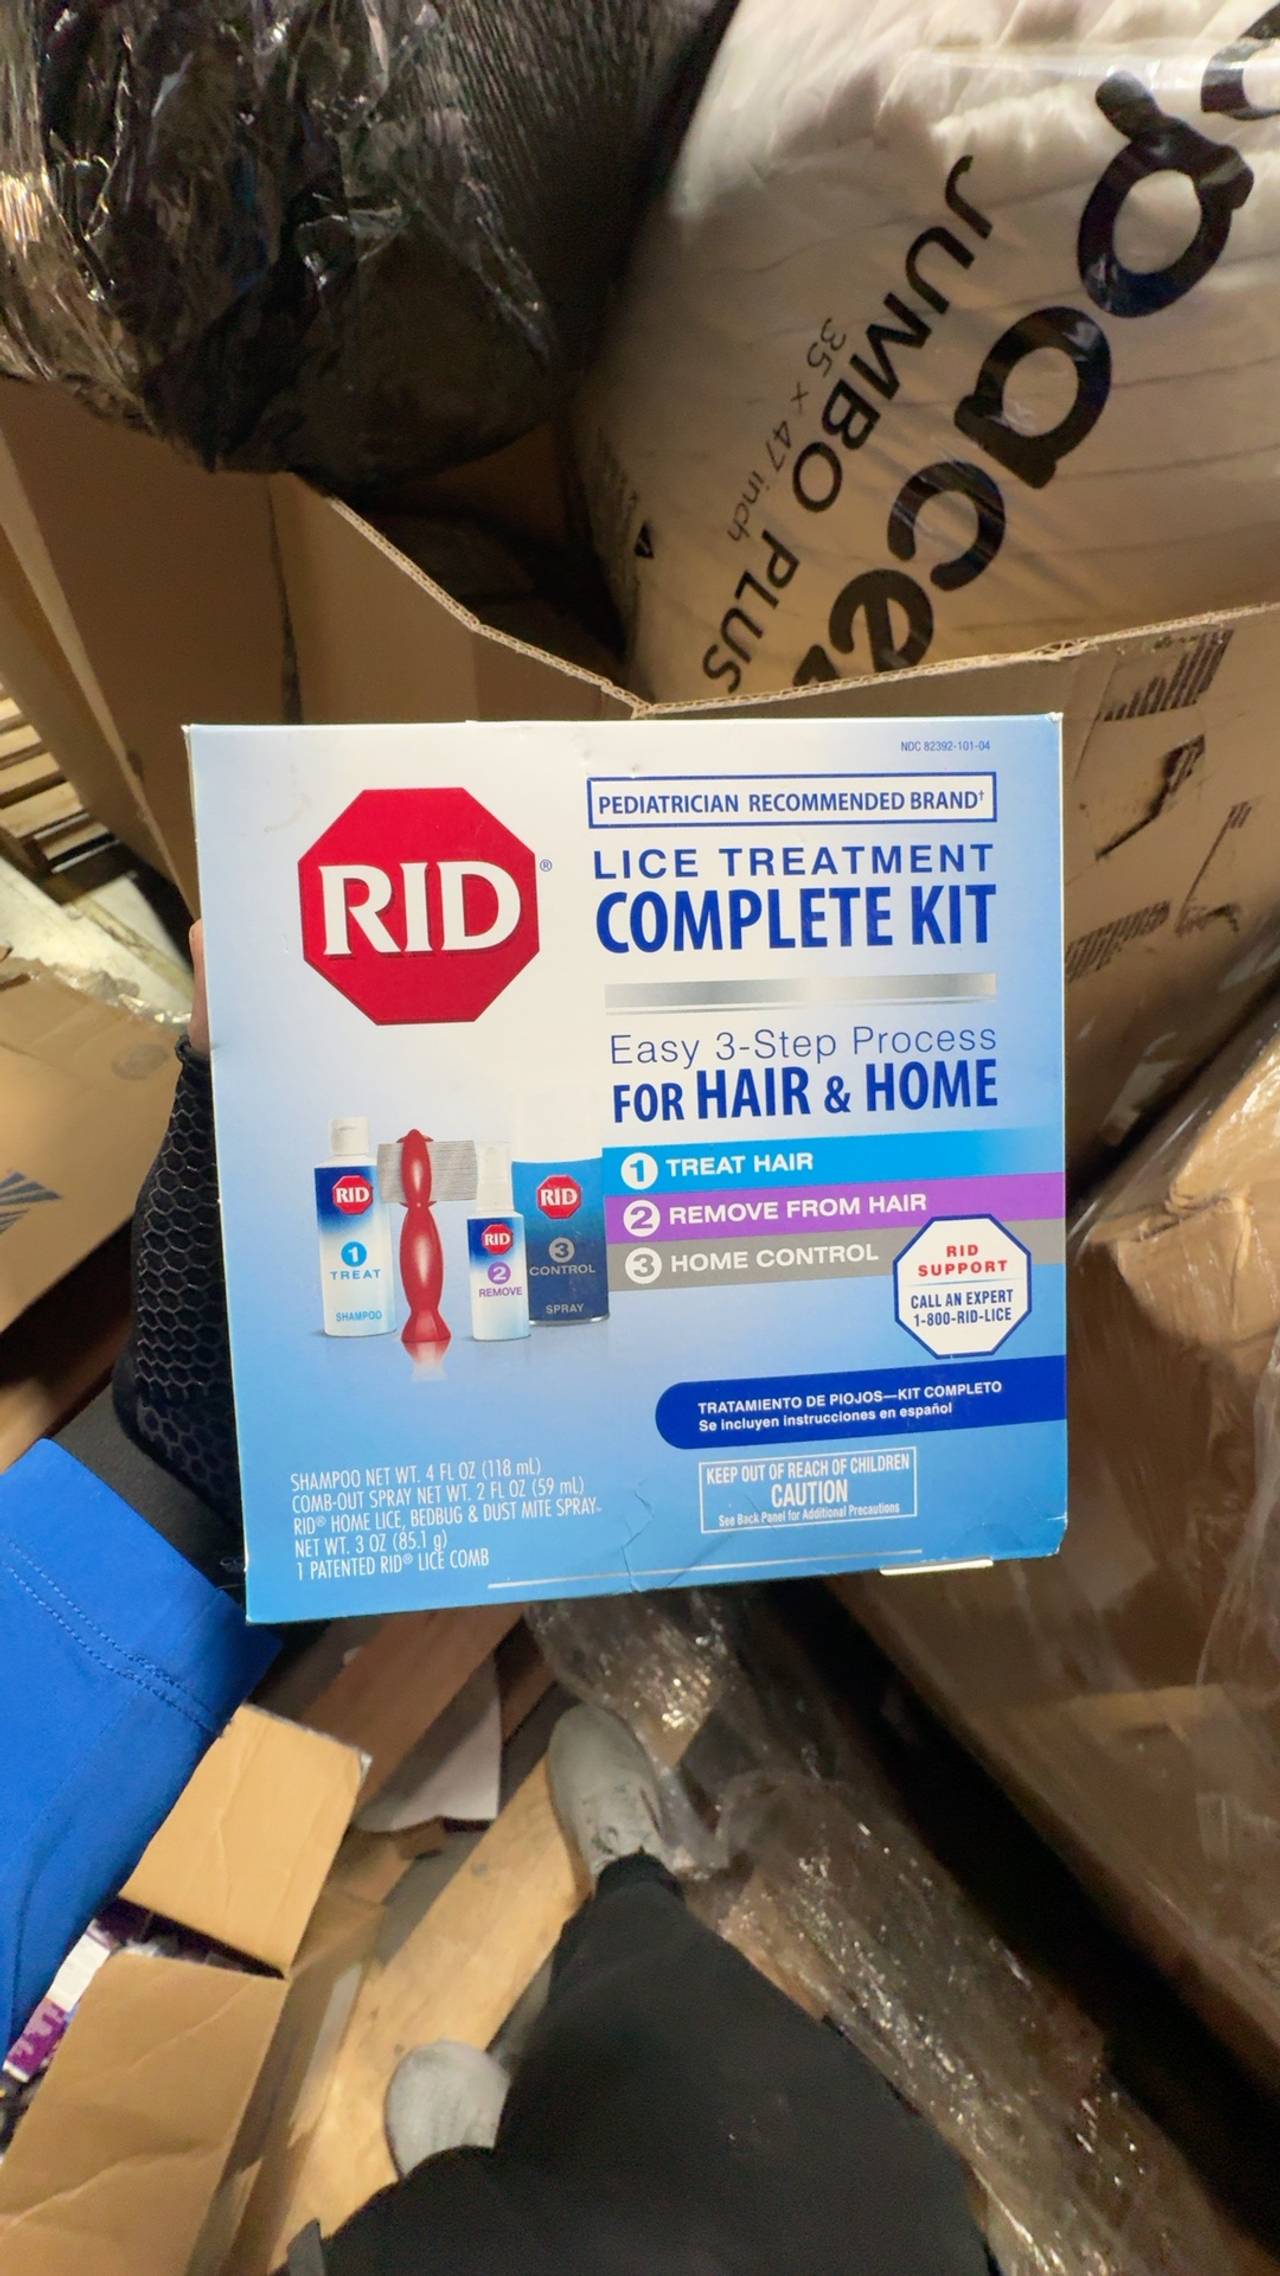 JUMBO PLUS
35 x 47 inch
NDC 82392-101-04
PEDIATRICIAN RECOMMENDED BRAND†
RID®
LICE TREATMENT
COMPLETE KIT
Easy 3-Step Process
FOR HAIR & HOME
1 TREAT HAIR
2 REMOVE FROM HAIR
3 HOME CONTROL
RID
1
TREAT
SHAMPOO
RID
2
REMOVE
RID
3
CONTROL
SPRAY
RID
SUPPORT
CALL AN EXPERT
1-800-RID-LICE
TRATAMIENTO DE PIOJOS—KIT COMPLETO
Se incluyen instrucciones en español
KEEP OUT OF REACH OF CHILDREN
CAUTION
See Back Panel for Additional Precautions
SHAMPOO NET WT. 4 FL OZ (118 mL)
COMB-OUT SPRAY NET WT. 2 FL OZ (59 mL)
RID® HOME LICE, BEDBUG & DUST MITE SPRAY-
NET WT. 3 OZ (85.1 g)
1 PATENTED RID® LICE COMB